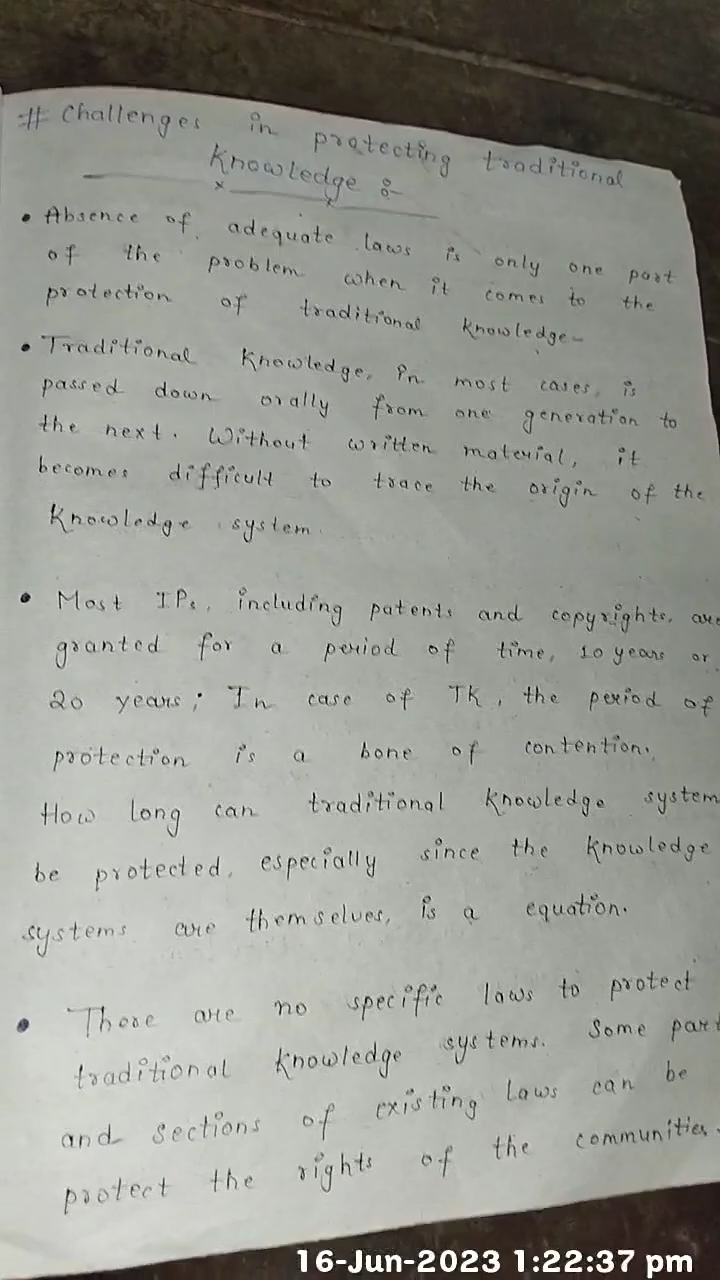 # Challenges in protecting traditional
Knowledge :-
• Absence of adequate laws is only one part
of the problem when it comes to the
protection of traditional knowledge-
• Traditional Knowledge, in most cases, is
passed down orally from one generation to
the next. Without written material, it
becomes difficult to trace the origin of the
Knowledge system.
• Most IPs, including patents and copyrights, are
granted for a period of time, 10 years or
20 years; In case of TK, the period of
protection is a bone of contention.
How long can traditional knowledge system
be protected, especially since the knowledge
systems are themselves, is a equation.
• There are no specific laws to protect
traditional knowledge systems. Some part
and sections of existing laws can be
protect the rights of the communities.
16-Jun-2023 1:22:37 pm